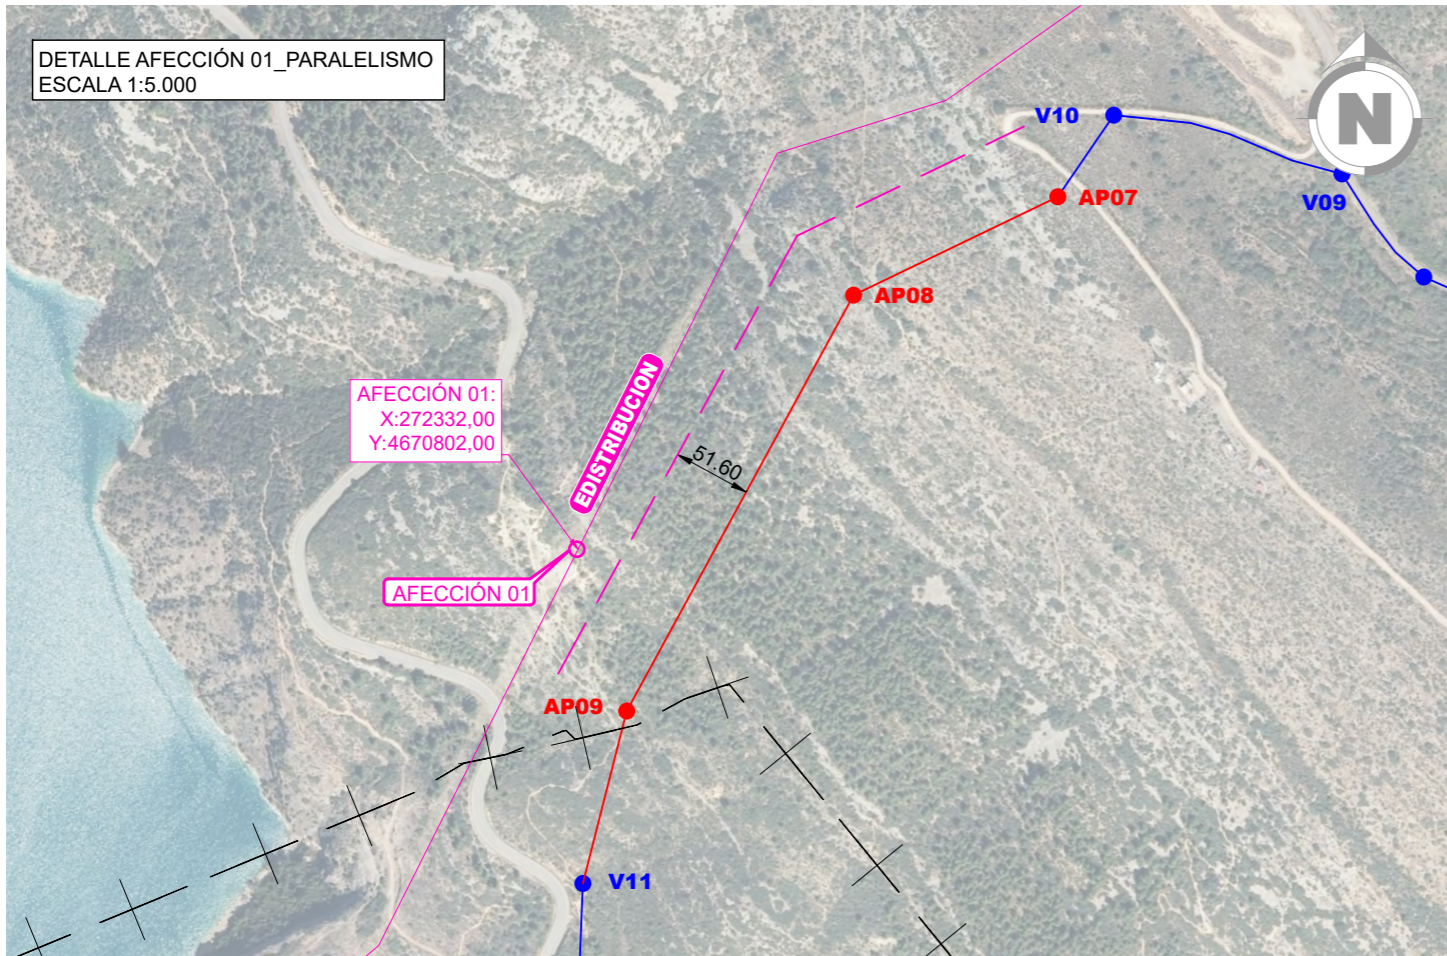 DETALLE AFECCIÓN 01_PARALELISMO
ESCALA 1:5.000
N
V10
V09
AP07
AP08
EDISTRIBUCION
AFECCIÓN 01:
X:272332,00
Y:4670802,00
51.60
AFECCIÓN 01
AP09
V11